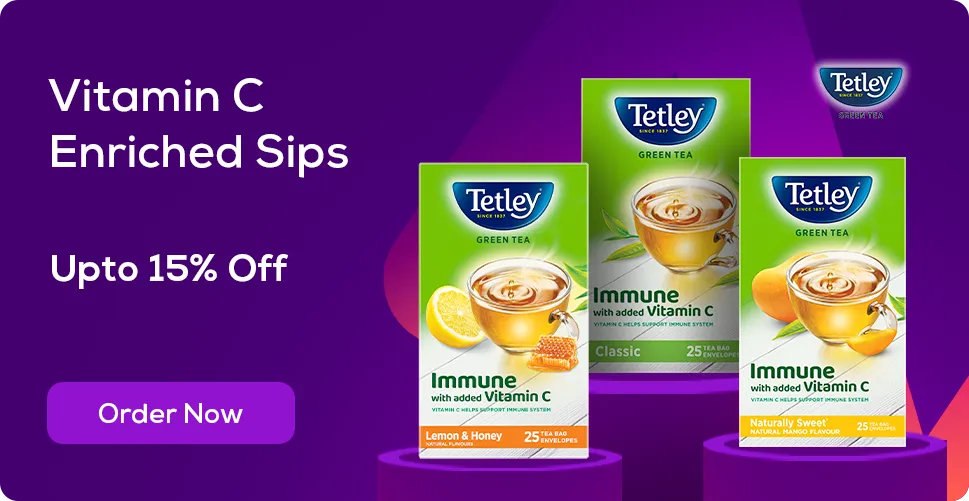 Vitamin C
Enriched Sips
Upto 15% Off
Order Now
Tetley
SINCE 1837
GREEN TEA
Immune
with added Vitamin C
VITAMIN C HELPS SUPPORT IMMUNE SYSTEM
Lemon & Honey
NATURAL FLAVOURS
25 TEA BAG
ENVELOPES
Tetley
SINCE 1837
GREEN TEA
Immune
with added Vitamin C
VITAMIN C HELPS SUPPORT IMMUNE SYSTEM
Classic
25 TEA BAG
ENVELOPES
Tetley
SINCE 1837
GREEN TEA
Immune
with added Vitamin C
VITAMIN C HELPS SUPPORT IMMUNE SYSTEM
Naturally Sweet
NATURAL MANGO FLAVOUR
25 TEA BAG
ENVELOPES
Tetley
SINCE 1837
GREEN TEA